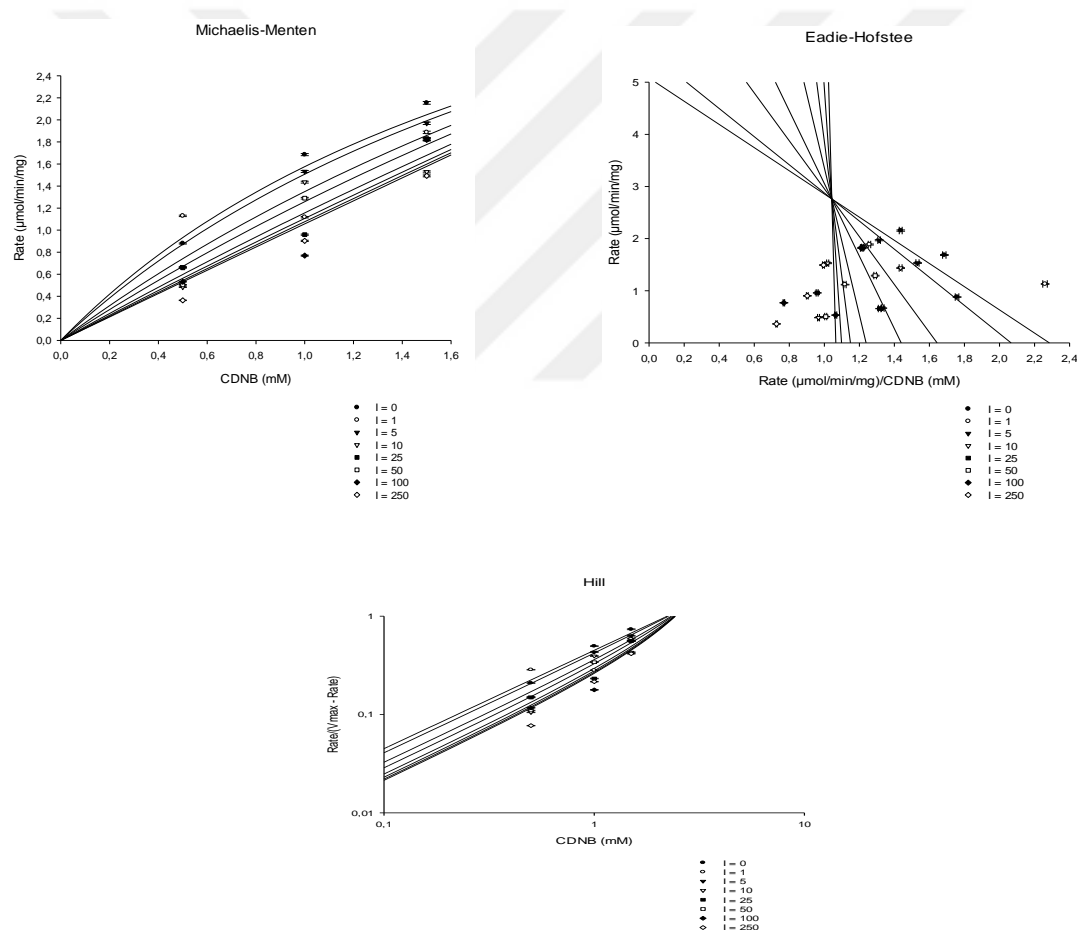 Michaelis-Menten
Rate (µmol/min/mg)
2,4
2,2
2,0
1,8
1,6
1,4
1,2
1,0
0,8
0,6
0,4
0,2
0,0
0,0 0,2 0,4 0,6 0,8 1,0 1,2 1,4 1,6
CDNB (mM)
I = 0
I = 1
I = 5
I = 10
I = 25
I = 50
I = 100
I = 250
Eadie-Hofstee
Rate (µmol/min/mg)
5
4
3
2
1
0
0,0 0,2 0,4 0,6 0,8 1,0 1,2 1,4 1,6 1,8 2,0 2,2 2,4
Rate (µmol/min/mg)/CDNB (mM)
I = 0
I = 1
I = 5
I = 10
I = 25
I = 50
I = 100
I = 250
Hill
Rate/(Vmax - Rate)
1
0,1
0,01
0,1 1 10
CDNB (mM)
I = 0
I = 1
I = 5
I = 10
I = 25
I = 50
I = 100
I = 250